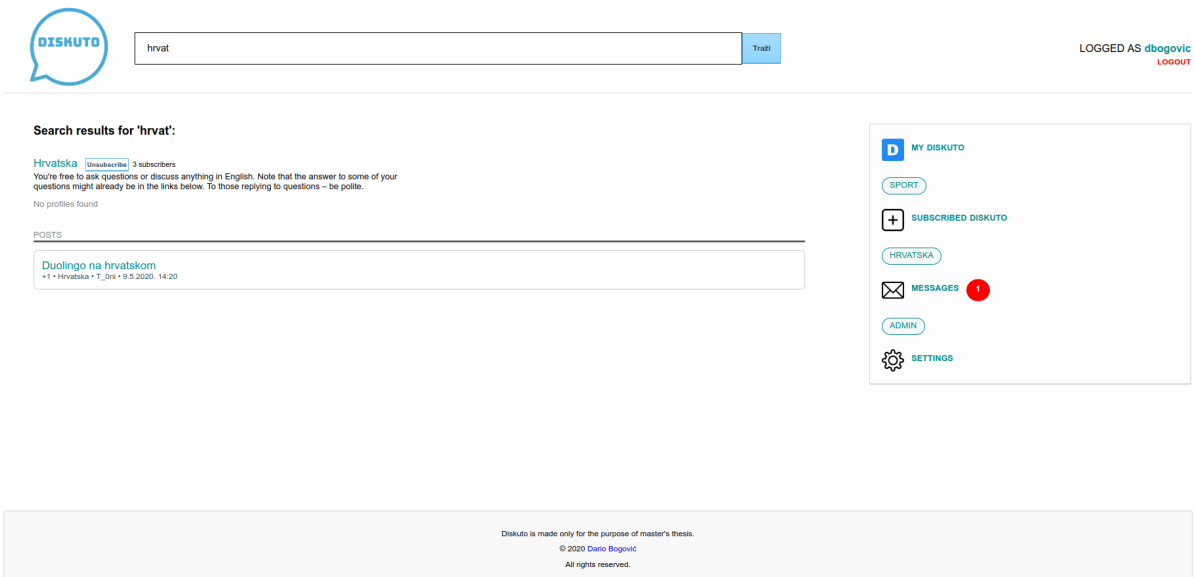 DISKUTO
hrvat
Traži
LOGGED AS dbogovic
LOGOUT
Search results for 'hrvat':
Hrvatska Unsubscribe 3 subscribers
You're free to ask questions or discuss anything in English. Note that the answer to some of your
questions might already be in the links below. To those replying to questions – be polite.
No profiles found
POSTS
Duolingo na hrvatskom
+1 • Hrvatska • T_0ni • 9.5.2020. 14:20
D MY DISKUTO
SPORT
SUBSCRIBED DISKUTO
HRVATSKA
MESSAGES 1
ADMIN
SETTINGS
Diskuto is made only for the purpose of master's thesis.
© 2020 Dario Bogović
All rights reserved.